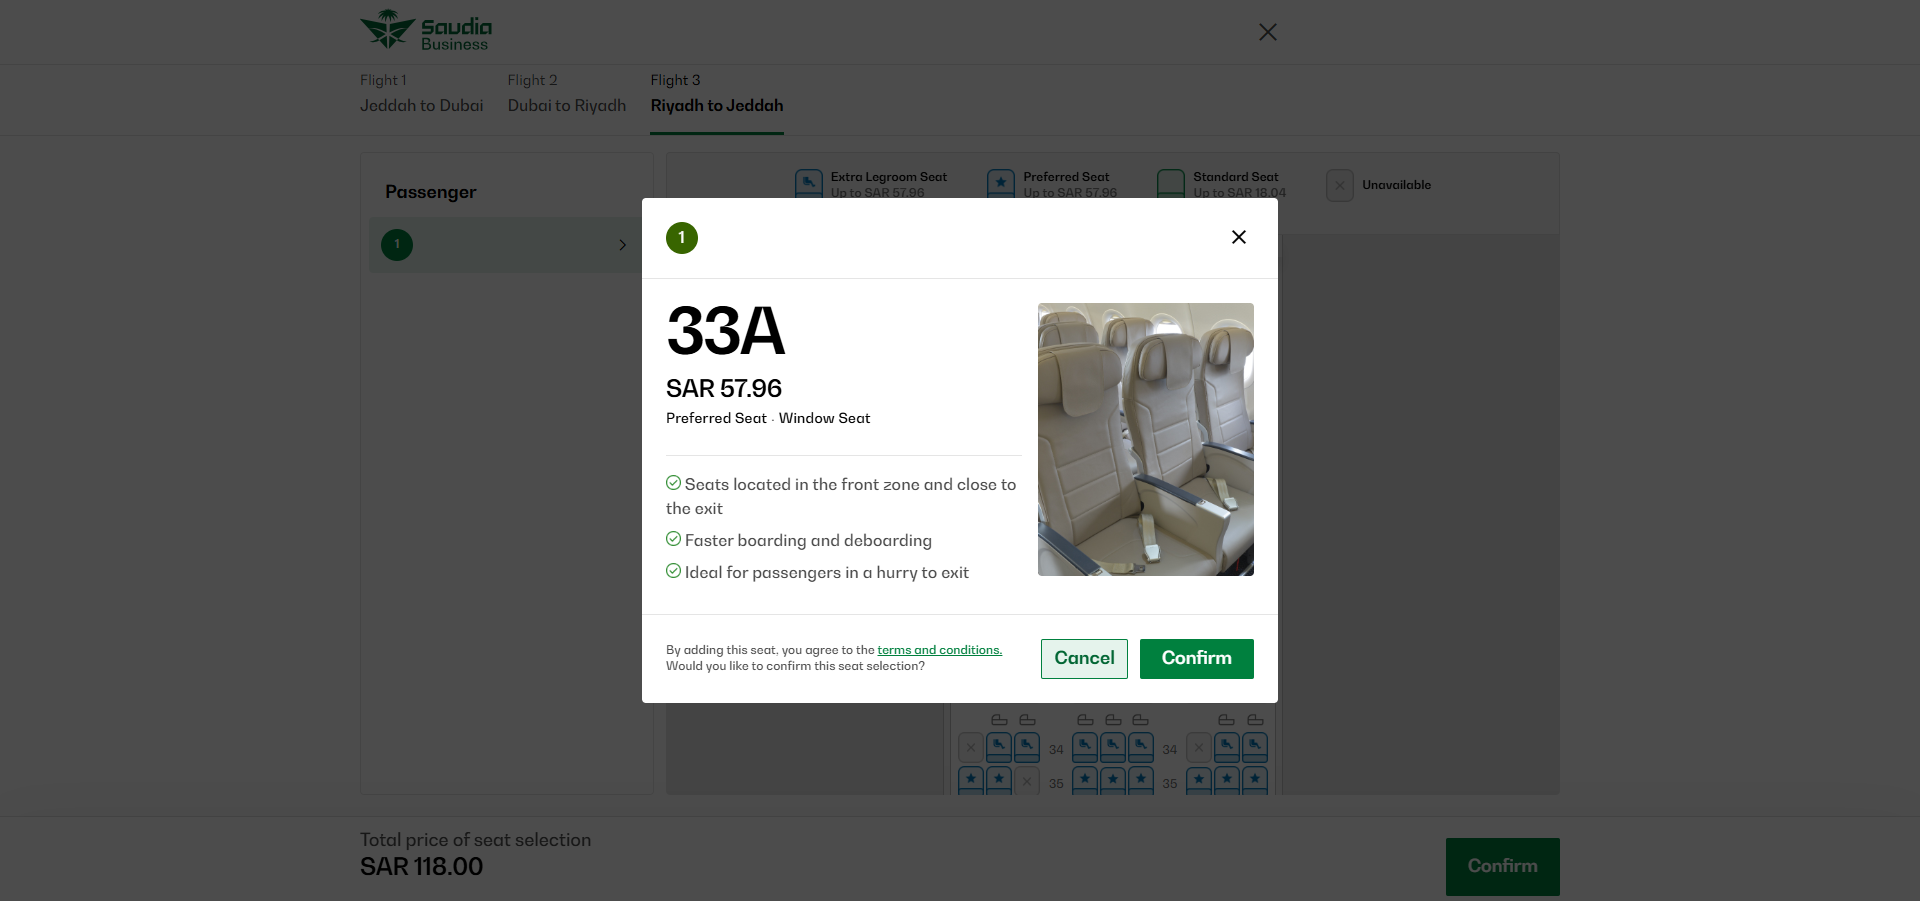 Saudia
Business
Flight 1
Jeddah to Dubai
Flight 2
Dubai to Riyadh
Flight 3
Riyadh to Jeddah
Passenger
1
Extra Legroom Seat
Up to SAR 57.96
Preferred Seat
Up to SAR 57.96
Standard Seat
Up to SAR 18.04
Unavailable
1
33A
SAR 57.96
Preferred Seat · Window Seat
Seats located in the front zone and close to
the exit
Faster boarding and deboarding
Ideal for passengers in a hurry to exit
By adding this seat, you agree to the terms and conditions.
Would you like to confirm this seat selection?
Cancel
Confirm
34 34
35 35
Total price of seat selection
SAR 118.00
Confirm